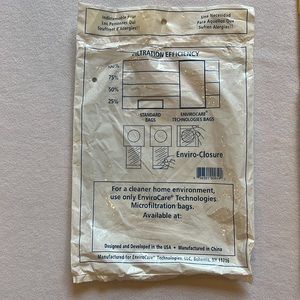 Indispensable Pour
Les Personnes Qui
Souffrent d'Allergies!
Una Necesidad
Para Aquellos Que
Sufren Alergias!
FILTRATION EFFICIENCY
100%
75%
50%
25%
STANDARD
BAGS
ENVIROCARE®
TECHNOLOGIES BAGS
Enviro-Closure
For a cleaner home environment,
use only EnviroCare® Technologies
Microfiltration bags.
Available at:
Designed and Developed in the USA • Manufactured in China
Manufactured for EnviroCare® Technologies, LLC, Bohemia, NY 11716